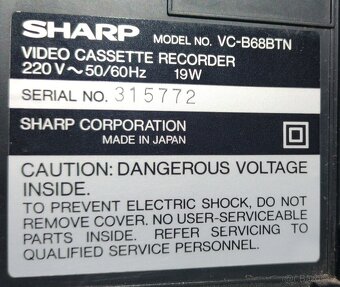 SHARP MODEL NO. VC-B68BTN
VIDEO CASSETTE RECORDER
220V~50/60Hz 19W
SERIAL NO. 315772
SHARP CORPORATION
MADE IN JAPAN
CAUTION: DANGEROUS VOLTAGE
INSIDE.
TO PREVENT ELECTRIC SHOCK, DO NOT
REMOVE COVER. NO USER-SERVICEABLE
PARTS INSIDE. REFER SERVICING TO
QUALIFIED SERVICE PERSONNEL.